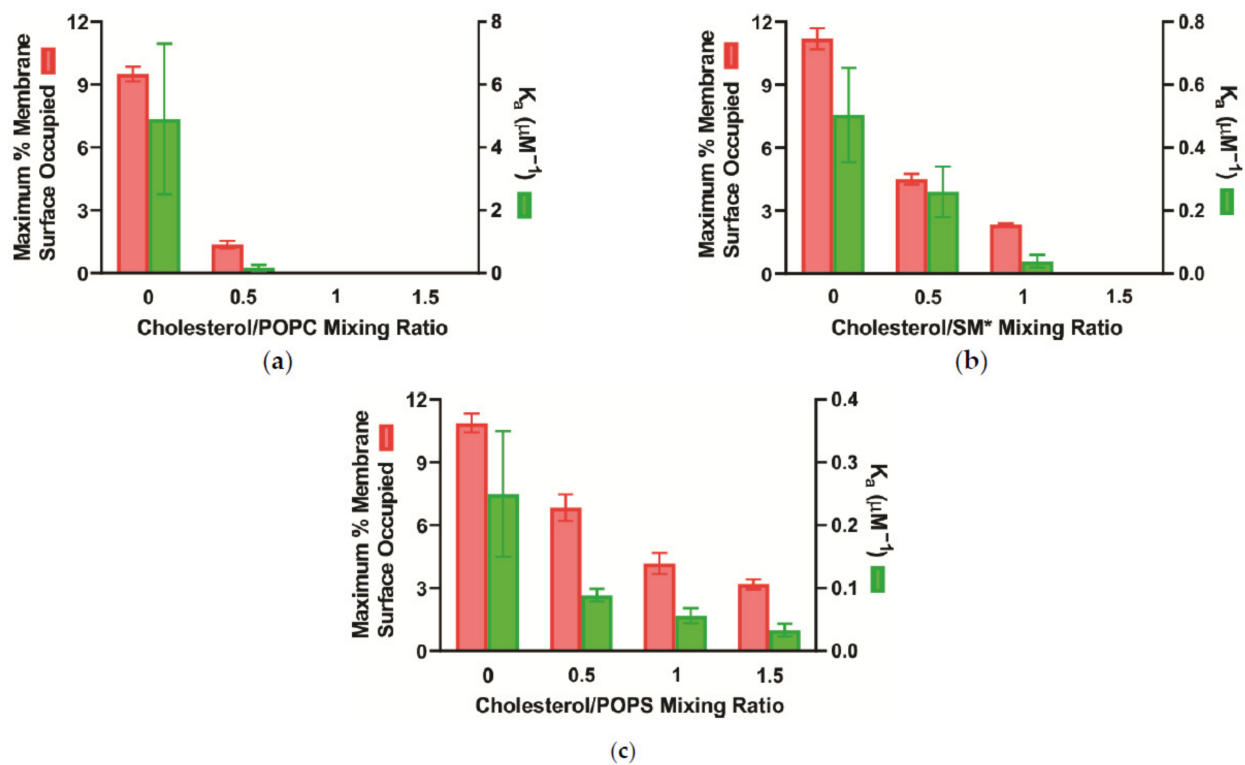 12
9
6
3
0
Maximum % Membrane
Surface Occupied
8
6
4
2
0
Ka (μM⁻¹)
0 0.5 1 1.5
Cholesterol/POPC Mixing Ratio
(a)
12
9
6
3
0
Maximum % Membrane
Surface Occupied
0.8
0.6
0.4
0.2
0.0
Ka (μM⁻¹)
0 0.5 1 1.5
Cholesterol/SM* Mixing Ratio
(b)
12
9
6
3
0
Maximum % Membrane
Surface Occupied
0.4
0.3
0.2
0.1
0.0
Ka (μM⁻¹)
0 0.5 1 1.5
Cholesterol/POPS Mixing Ratio
(c)